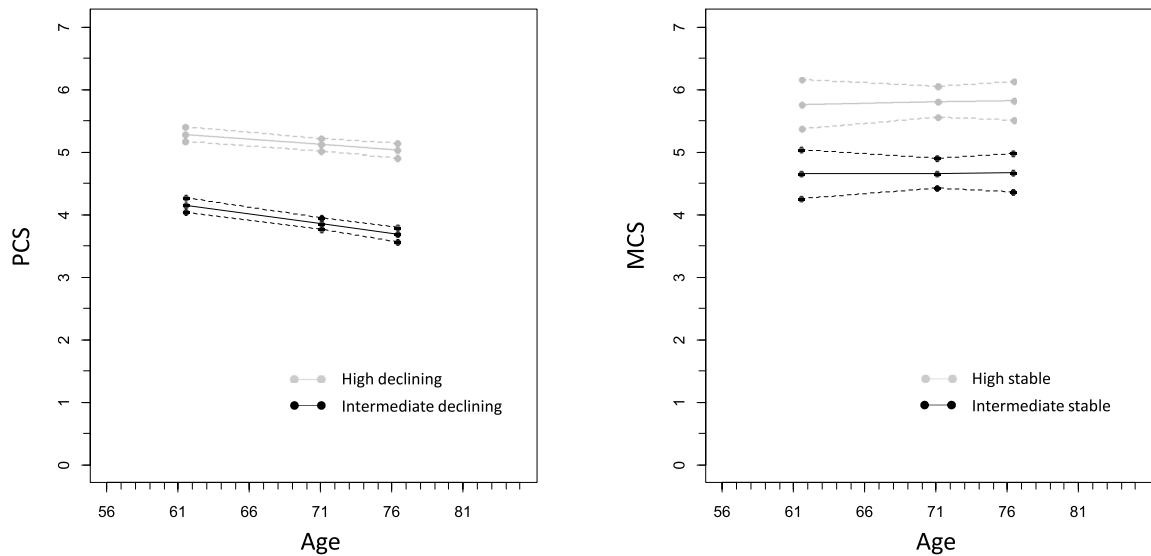 7
6
5
4
3
2
1
0
PCS
56 61 66 71 76 81
Age
High declining
Intermediate declining
7
6
5
4
3
2
1
0
MCS
56 61 66 71 76 81
Age
High stable
Intermediate stable